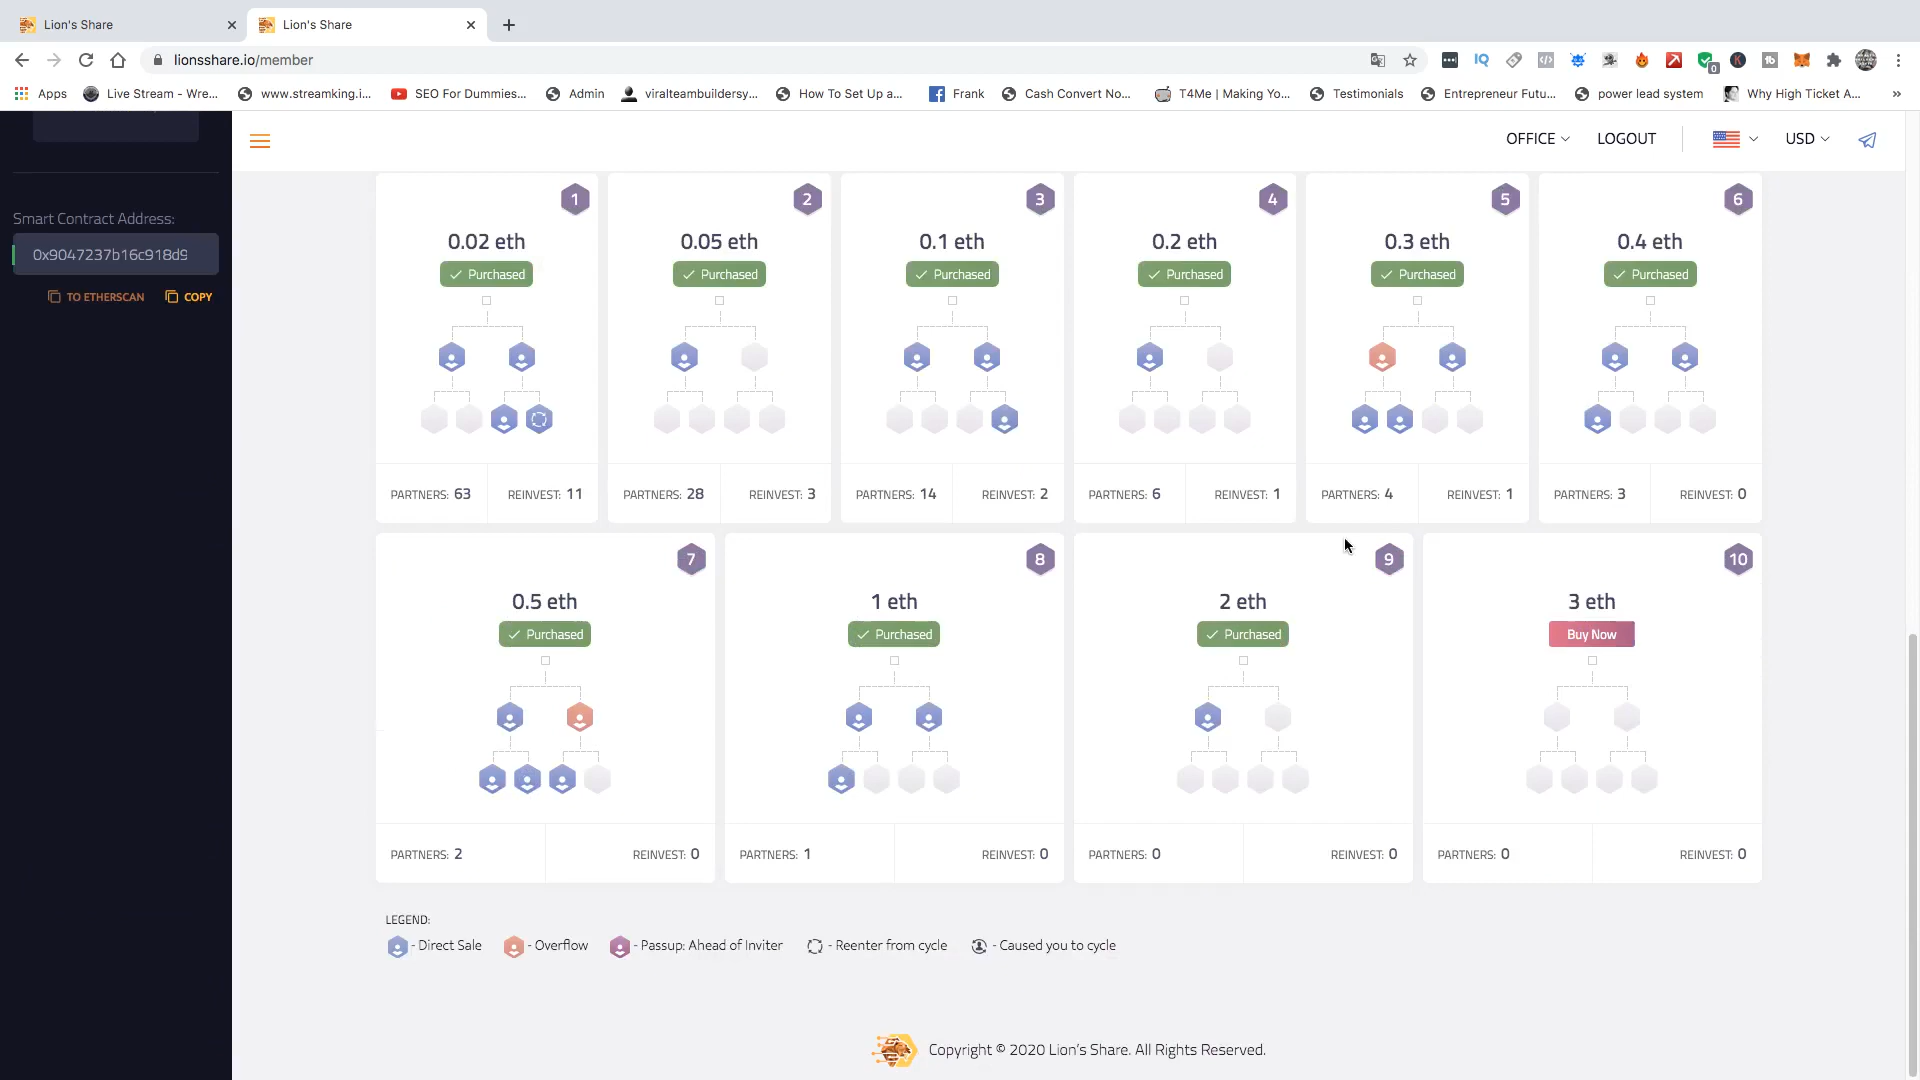 Lion's Share
Lion's Share
lionsshare.io/member
Apps
Live Stream - Wre...
www.streamking.i...
SEO For Dummies...
Admin
viralteambuildersy...
How To Set Up a...
Frank
Cash Convert No...
T4Me | Making Yo...
Testimonials
Entrepreneur Futu...
power lead system
Why High Ticket A...
»
OFFICE
LOGOUT
USD
Smart Contract Address:
0x9047237b16c918d9
TO ETHERSCAN
COPY
1
0.02 eth
Purchased
PARTNERS: 63
REINVEST: 11
2
0.05 eth
Purchased
PARTNERS: 28
REINVEST: 3
3
0.1 eth
Purchased
PARTNERS: 14
REINVEST: 2
4
0.2 eth
Purchased
PARTNERS: 6
REINVEST: 1
5
0.3 eth
Purchased
PARTNERS: 4
REINVEST: 1
6
0.4 eth
Purchased
PARTNERS: 3
REINVEST: 0
7
0.5 eth
Purchased
PARTNERS: 2
REINVEST: 0
8
1 eth
Purchased
PARTNERS: 1
REINVEST: 0
9
2 eth
Purchased
PARTNERS: 0
REINVEST: 0
10
3 eth
Buy Now
PARTNERS: 0
REINVEST: 0
LEGEND:
- Direct Sale
- Overflow
- Passup: Ahead of Inviter
- Reenter from cycle
- Caused you to cycle
Copyright © 2020 Lion's Share. All Rights Reserved.